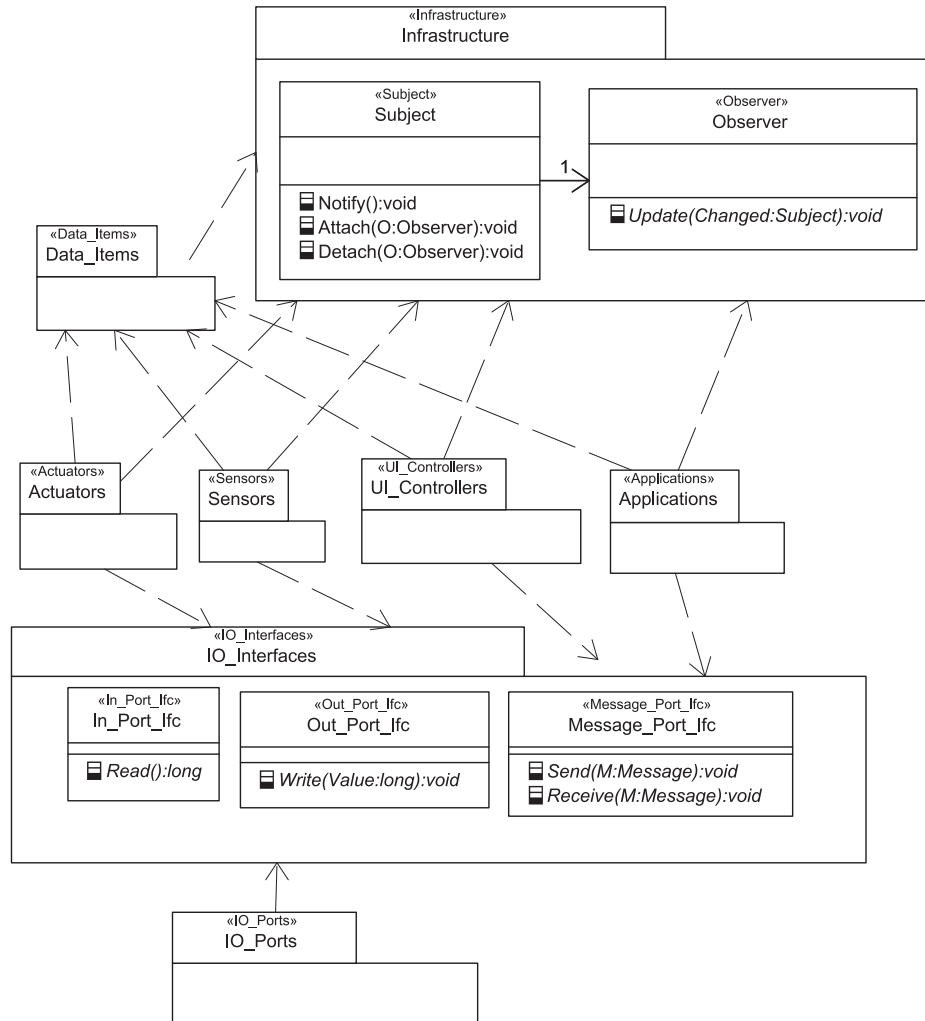 «Infrastructure»
Infrastructure
«Subject»
Subject
Notify():void
Attach(O:Observer):void
Detach(O:Observer):void
1
«Observer»
Observer
Update(Changed:Subject):void
«Data_Items»
Data_Items
«Actuators»
Actuators
«Sensors»
Sensors
«UI_Controllers»
UI_Controllers
«Applications»
Applications
«IO_Interfaces»
IO_Interfaces
«In_Port_Ifc»
In_Port_Ifc
Read():long
«Out_Port_Ifc»
Out_Port_Ifc
Write(Value:long):void
«Message_Port_Ifc»
Message_Port_Ifc
Send(M:Message):void
Receive(M:Message):void
«IO_Ports»
IO_Ports